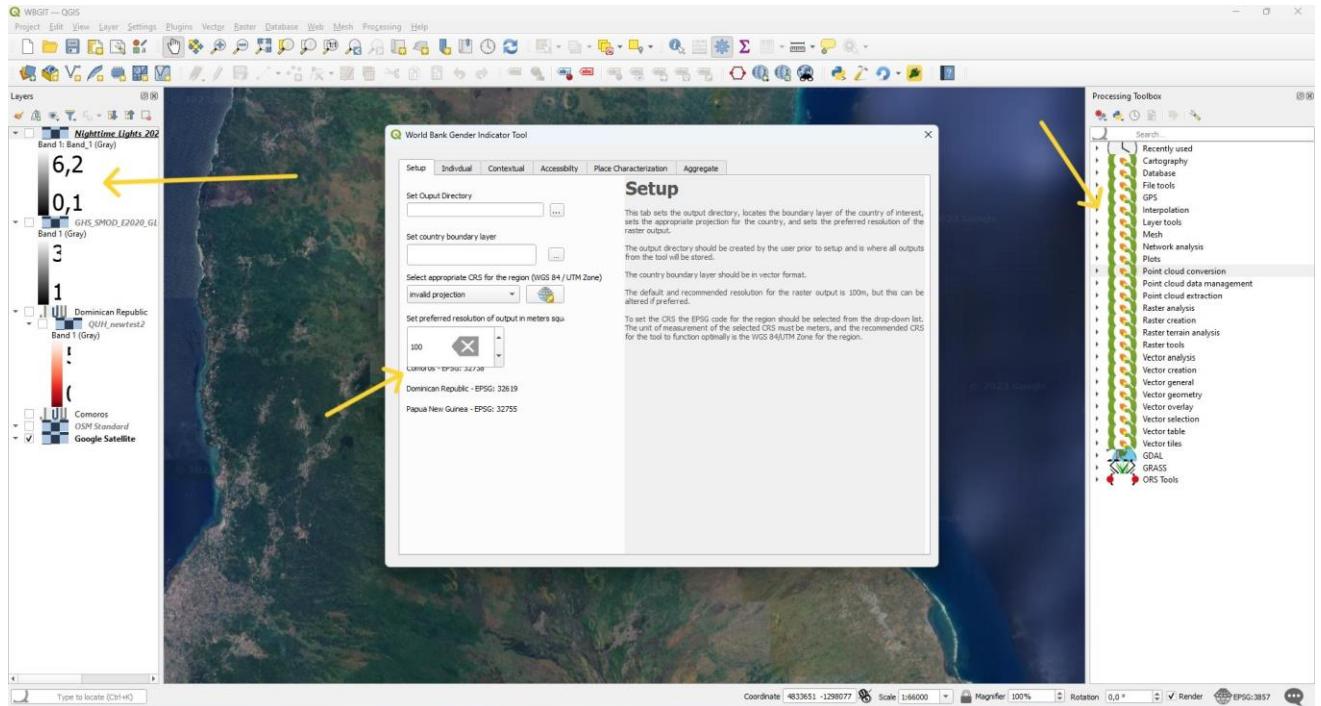 WBGIT — QGIS
Project Edit View Layer Settings Plugins Vector Raster Database Web Mesh Processing Help
Layers
Nighttime Lights 202
Band 1: Band_1 (Gray)
6,2
0,1
GHS_SMOD_E2020_GL
Band 1 (Gray)
3
1
Dominican Republic
QUH_newtest2
Band 1 (Gray)
Comoros
OSM Standard
Google Satellite
World Bank Gender Indicator Tool
Setup Indivdual Contextual Accessibilty Place Characterization Aggregate
Set Ouput Directory
...
Set country boundary layer
...
Select appropriate CRS for the region (WGS 84 / UTM Zone)
invalid projection
Set preferred resolution of output in meters squ
100
Comoros - EPSG: 32738
Dominican Republic - EPSG: 32619
Papua New Guinea - EPSG: 32755
Setup
This tab sets the output directory, locates the boundary layer of the country of interest,
sets the appropriate projection for the country, and sets the preferred resolution of the
raster output.
The output directory should be created by the user prior to setup and is where all outputs
from the tool will be stored.
The country boundary layer should be in vector format.
The default and recommended resolution for the raster output is 100m, but this can be
altered if preferred.
To set the CRS the EPSG code for the region should be selected from the drop-down list.
The unit of measurement of the selected CRS must be meters, and the recommended CRS
for the tool to function optimally is the WGS 84/UTM Zone for the region.
Processing Toolbox
Search...
Recently used
Cartography
Database
File tools
GPS
Interpolation
Layer tools
Mesh
Network analysis
Plots
Point cloud conversion
Point cloud data management
Point cloud extraction
Raster analysis
Raster creation
Raster terrain analysis
Raster tools
Vector analysis
Vector creation
Vector general
Vector geometry
Vector overlay
Vector selection
Vector table
Vector tiles
GDAL
GRASS
ORS Tools
© 2023 Google
Type to locate (Ctrl+K)
Coordinate 4833651 -1298077 Scale 1:66000 Magnifier 100% Rotation 0,0 ° Render EPSG:3857